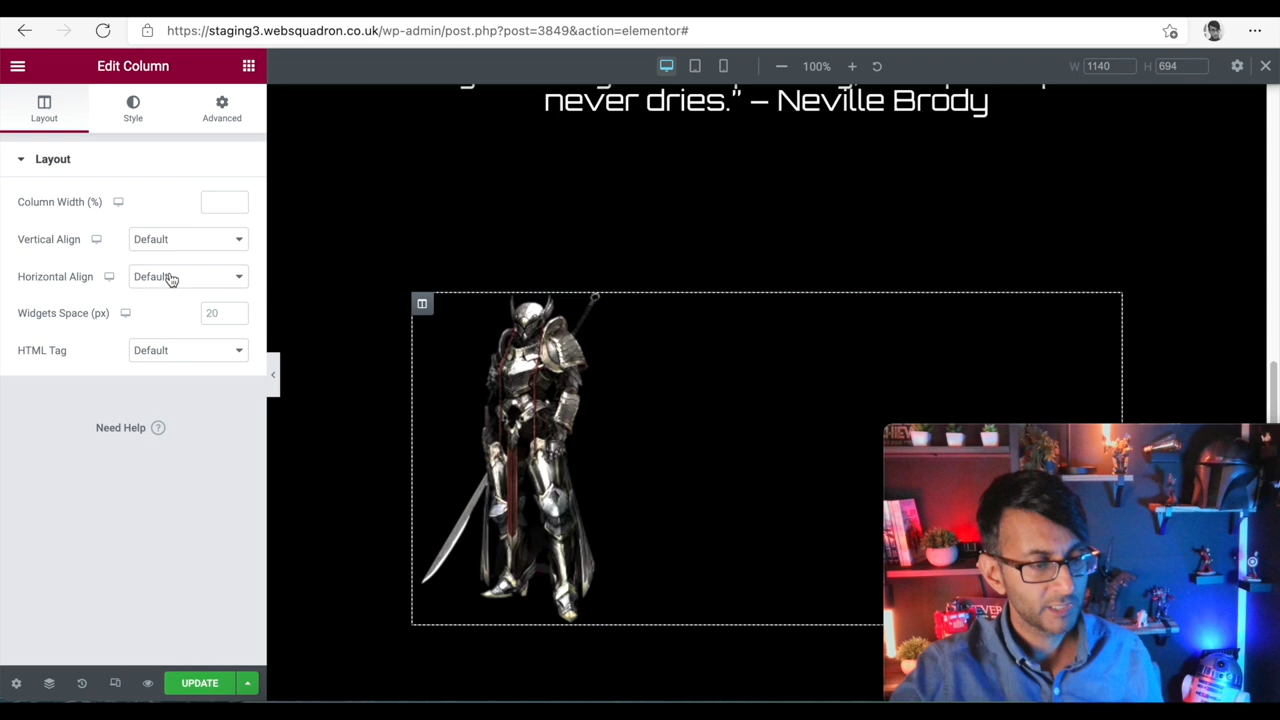 https://staging3.websquadron.co.uk/wp-admin/post.php?post=3849&action=elementor#
Edit Column
100%
W 1140
H 694
Layout
Style
Advanced
never dries.” – Neville Brody
Layout
Column Width (%)
Vertical Align
Default
Horizontal Align
Default
Widgets Space (px)
20
HTML Tag
Default
Need Help
UPDATE